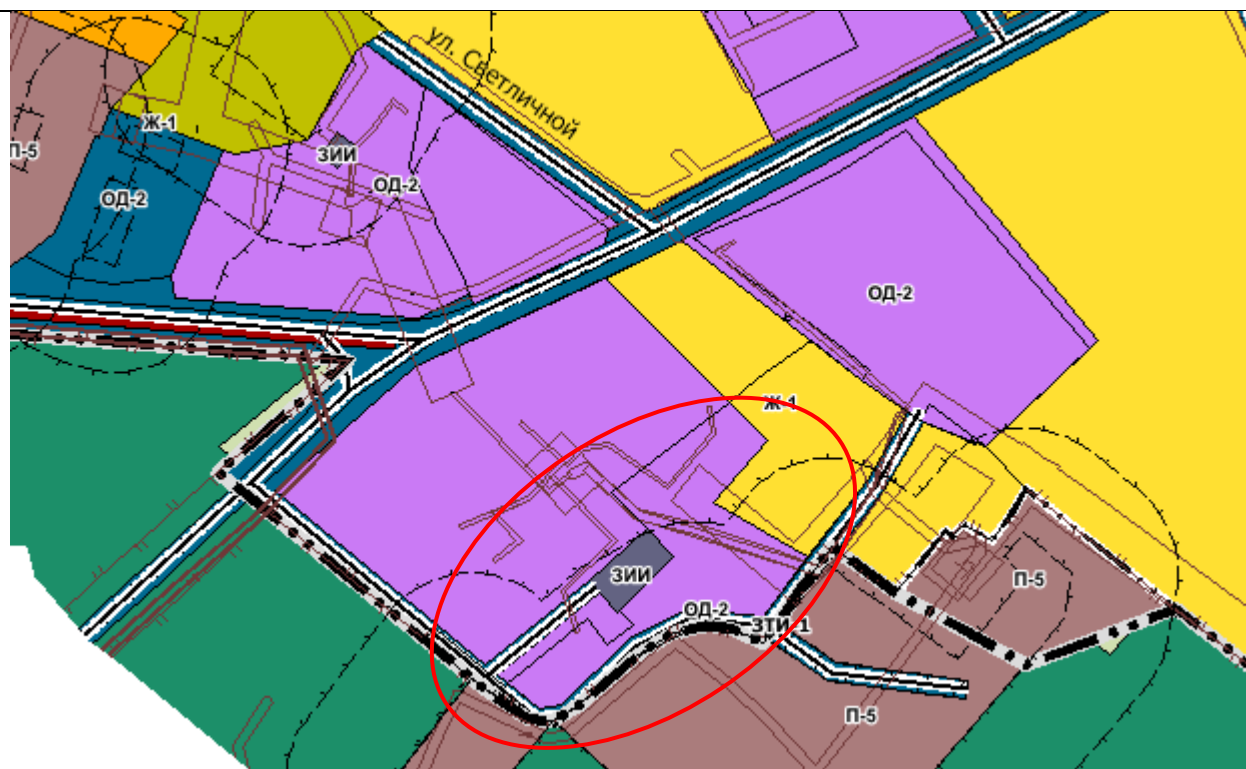 ул. Светличной
Ж-1
ЗИИ
П-5
ОД-2
ОД-2
ОД-2
Ж-1
ЗИИ
П-5
ОД-2
ЗТИ-1
П-5